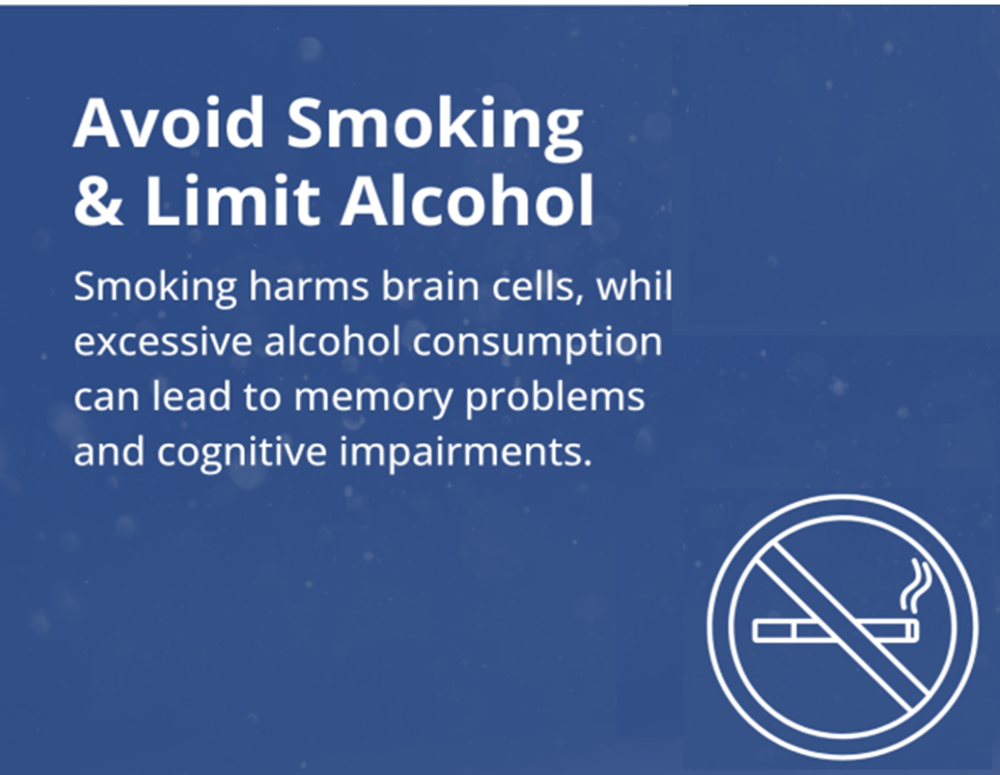 Avoid Smoking
& Limit Alcohol
Smoking harms brain cells, whil
excessive alcohol consumption
can lead to memory problems
and cognitive impairments.